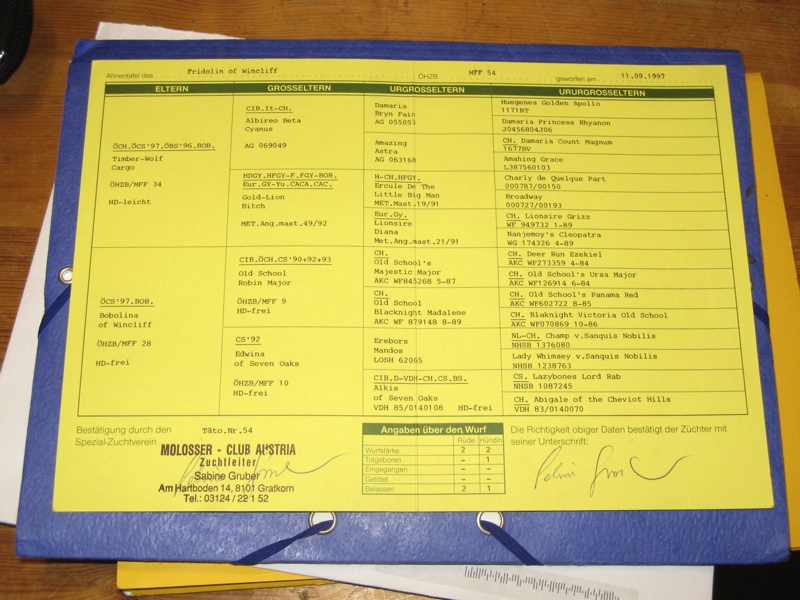 Ahnentafel des Fridolin of Wincliff ÖHZB. MFF 54 geworfen am 11.09.1997
ELTERN GROSSELTERN URGROSSELTERN URURGROSSELTERN
ÖCH.ÖCS'97.ÖBS'96.BOB.
Timber-Wolf
Cargo
ÖHZB/MFF 34
HD-leicht
ÖCS'97.BOB.
Bobolina
of Wincliff
ÖHZB/MFF 28
HD-frei
CIB.It-CH.
Albireo Beta
Cyanus
AG 069049
HDGY.HFGY-F.FGY-BOB.
Eur.GY-Yu.CACA.CAC.
Gold-Lion
Bitch
MET.Ang.mast.49/92
CIB.ÖCH.CS'90+92+93
Old School
Robin Major
ÖHZB/MFF 9
HD-frei
CS'92
Edwina
of Seven Oaks
ÖHZB/MFF 10
HD-frei
Damaria
Bryn Fain
AG 055053
Amazing
Astra
AG 063168
H-CH.HFGY.
Ercule De The
Little Big Man
MET.Mast.19/91
Eur.Gy.
Lionsire
Diana
Met.Ang.mast.21/91
CH.
Old School's
Majestic Major
AKC WF845268 5-87
CH.
Old School
Blacknight Madalene
AKC WF 879148 8-89
Erebors
Mandos
LOSH 62065
CIB.D-VDH-CH.CS.BS.
Alkis
of Seven Oaks
VDH 85/0140108 HD-frei
Huegenes Golden Apollo
1171BT
Damaria Princess Rhyanon
J0456804J06
CH. Damaria Count Magnum
1677BV
Amahing Grace
L387560103
Charly de Quelque Part
000787/00150
Broadway
000727/00193
CH. Lionsire Grizz
WF 949732 1-89
Nanjemoy's Cleopatra
WG 174326 4-89
CH. Deer Run Ezekiel
AKC WF273359 4-84
CH. Old School's Ursa Major
AKC WF126914 6-84
CH. Old School's Panama Red
AKC WF602722 8-85
CH. Blaknight Victoria Old School
AKC WF070869 10-86
NL-CH. Champ v.Sanquis Nobilis
NHSB 1376080
Lady Whimsey v.Sanquis Nobilis
NHSB 1238763
CS. Lazybones Lord Rab
NHSB 1087245
CH. Abigale of the Cheviot Hills
VDH 83/0140070
Bestätigung durch den Täto.Nr.54
Spezial-Zuchtverein
MOLOSSER - CLUB AUSTRIA
Zuchtleiter
Sabine Gruber
Am Hartboden 14, 8101 Gratkorn
Tel.: 03124 / 22 1 52
Angaben über den Wurf
Rüde Hündin
Wurfstärke 2 2
Totgeboren – 1
Eingegangen – –
Getötet – –
Belassen 2 1
Die Richtigkeit obiger Daten bestätigt der Züchter mit
seiner Unterschrift: